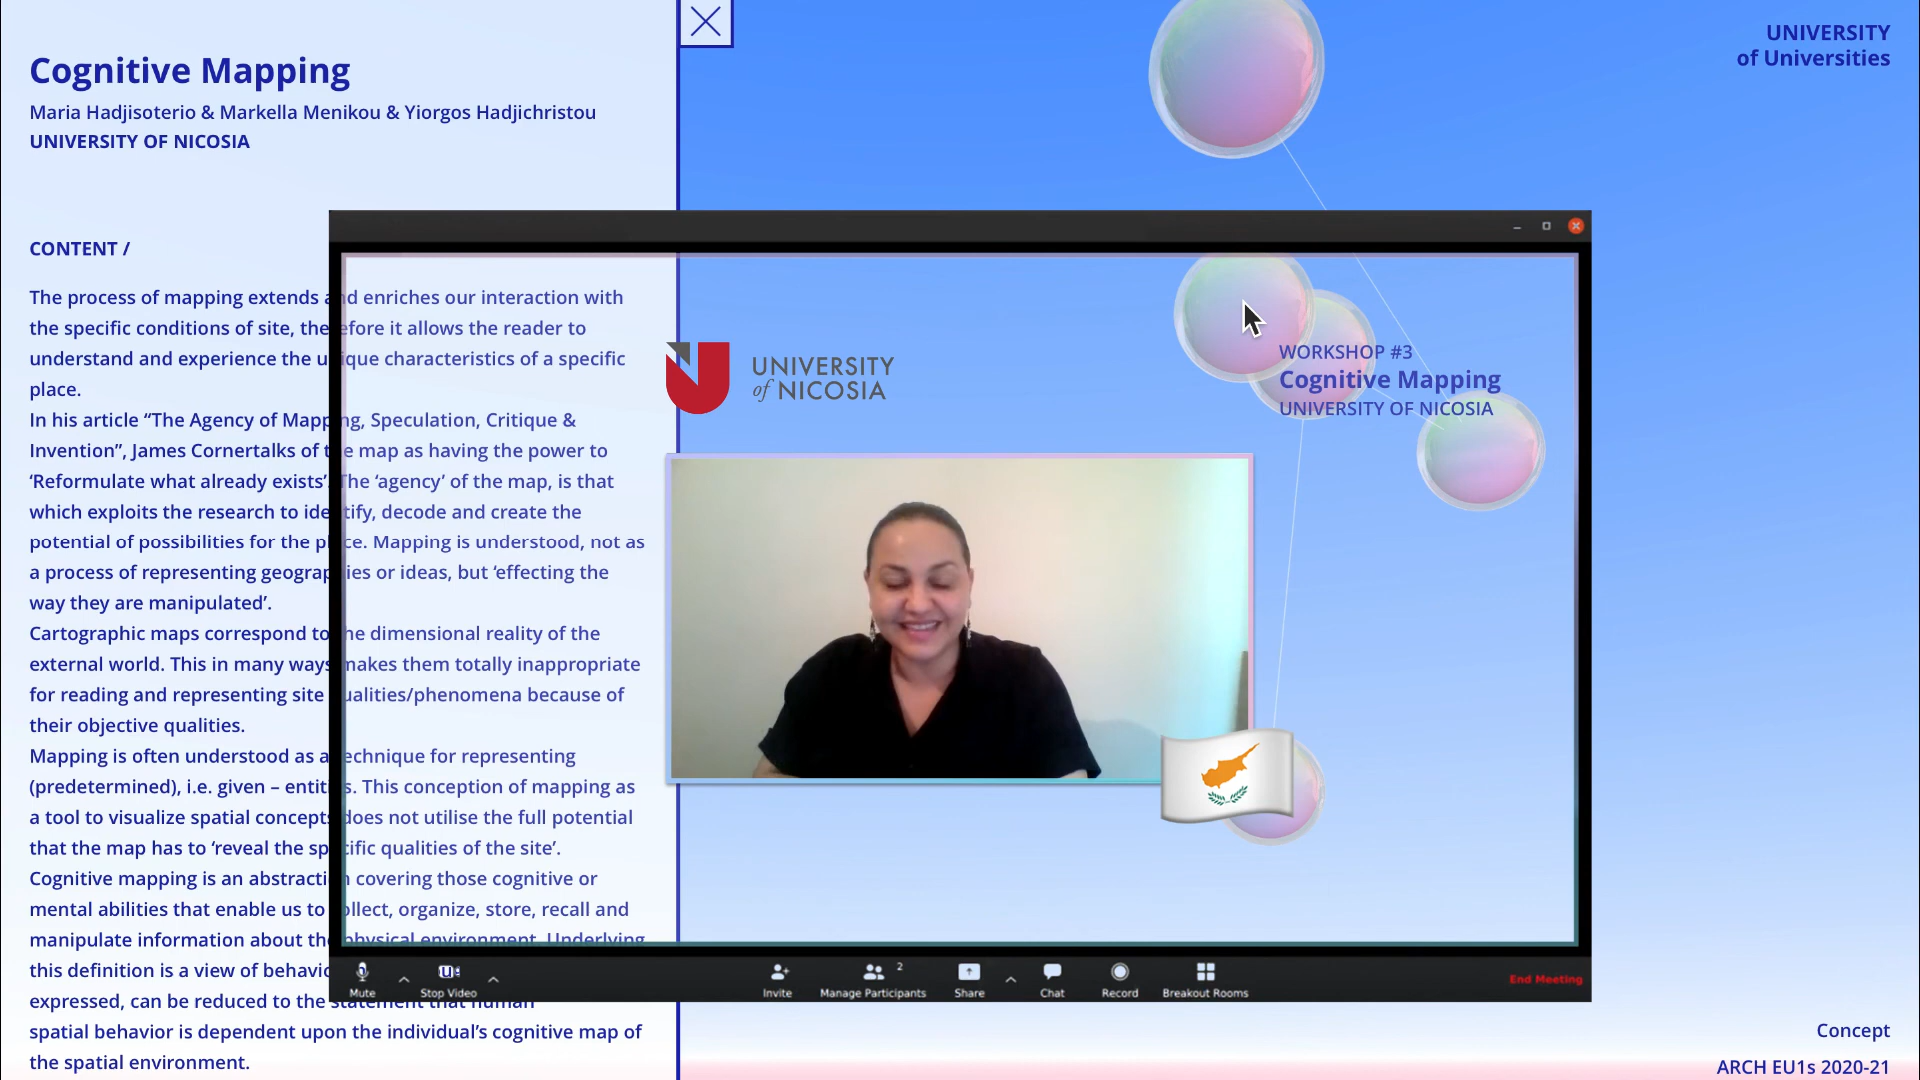 Cognitive Mapping
Maria Hadjisoterio & Markella Menikou & Yiorgos Hadjichristou
UNIVERSITY OF NICOSIA
CONTENT /
The process of mapping extends and enriches our interaction with
the specific conditions of site, therefore it allows the reader to
understand and experience the unique characteristics of a specific
place.
In his article “The Agency of Mapping, Speculation, Critique &
Invention”, James Cornertalks of the map as having the power to
‘Reformulate what already exists’. The ‘agency’ of the map, is that
which exploits the research to identify, decode and create the
potential of possibilities for the place. Mapping is understood, not as
a process of representing geographies or ideas, but ‘effecting the
way they are manipulated’.
Cartographic maps correspond to the dimensional reality of the
external world. This in many ways makes them totally inappropriate
for reading and representing site qualities/phenomena because of
their objective qualities.
Mapping is often understood as a technique for representing
(predetermined), i.e. given – entities. This conception of mapping as
a tool to visualize spatial concepts does not utilise the full potential
that the map has to ‘reveal the specific qualities of the site’.
Cognitive mapping is an abstraction covering those cognitive or
mental abilities that enable us to collect, organize, store, recall and
manipulate information about the physical environment. Underlying
this definition is a view of behavio
expressed, can be reduced to the statement that human
spatial behavior is dependent upon the individual’s cognitive map of
the spatial environment.
UNIVERSITY
of Universities
UNIVERSITY
of NICOSIA
WORKSHOP #3
Cognitive Mapping
UNIVERSITY OF NICOSIA
Mute
Stop Video
Invite
2
Manage Participants
Share
Chat
Record
Breakout Rooms
End Meeting
Concept
ARCH EU1s 2020-21